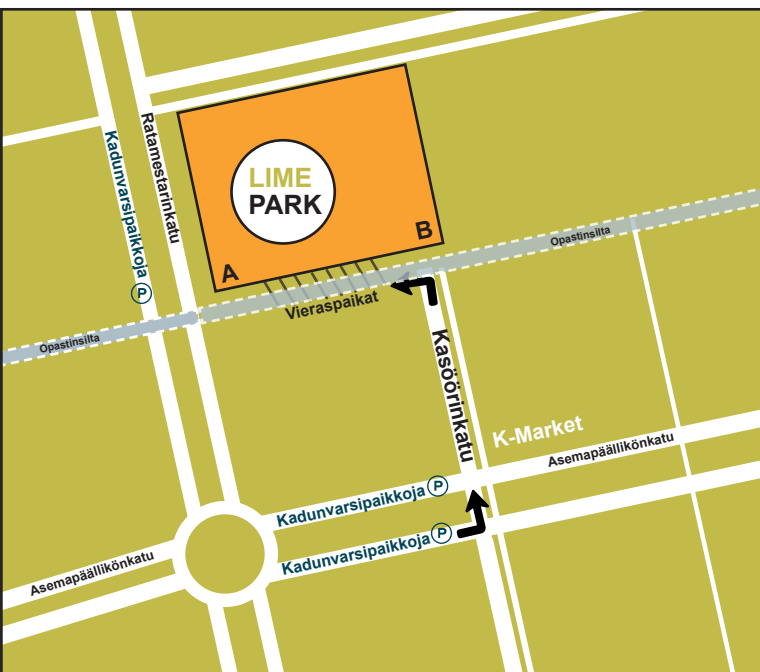 Kadunvarsipaikkoja
P
Ratamestarinkatu
LIME
PARK
A
B
Opastinsilta
Vieraspaikat
Opastinsilta
Kasöörinkatu
K-Market
Asemapäällikönkatu
Kadunvarsipaikkoja P
Kadunvarsipaikkoja P
Asemapäällikönkatu